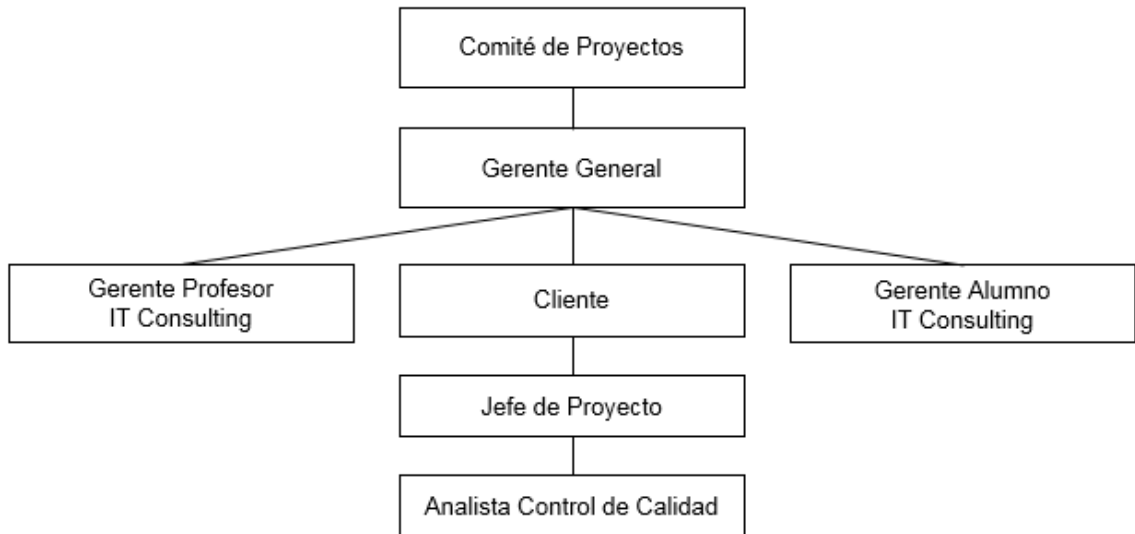 Comité de Proyectos
Gerente General
Gerente Profesor
IT Consulting
Cliente
Gerente Alumno
IT Consulting
Jefe de Proyecto
Analista Control de Calidad